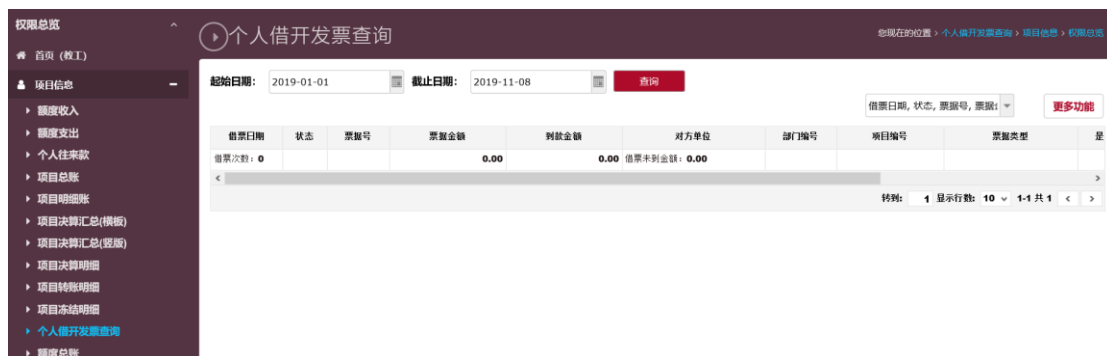 权限总览
首页 (教工)
项目信息
额度收入
额度支出
个人往来款
项目总账
项目明细账
项目决算汇总(横板)
项目决算汇总(竖版)
项目决算明细
项目转账明细
项目冻结明细
个人借开发票查询
额度总账
个人借开发票查询
您现在的位置 › 个人借开发票查询 › 项目信息 › 权限总览
起始日期: 2019-01-01 截止日期: 2019-11-08 查询
借票日期, 状态, 票据号, 票据: 更多功能
借票日期 状态 票据号 票据金额 到款金额 对方单位 部门编号 项目编号 票据类型 是
借票次数: 0 0.00 0.00 借票未到金额: 0.00
转到: 1 显示行数: 10 1-1 共 1